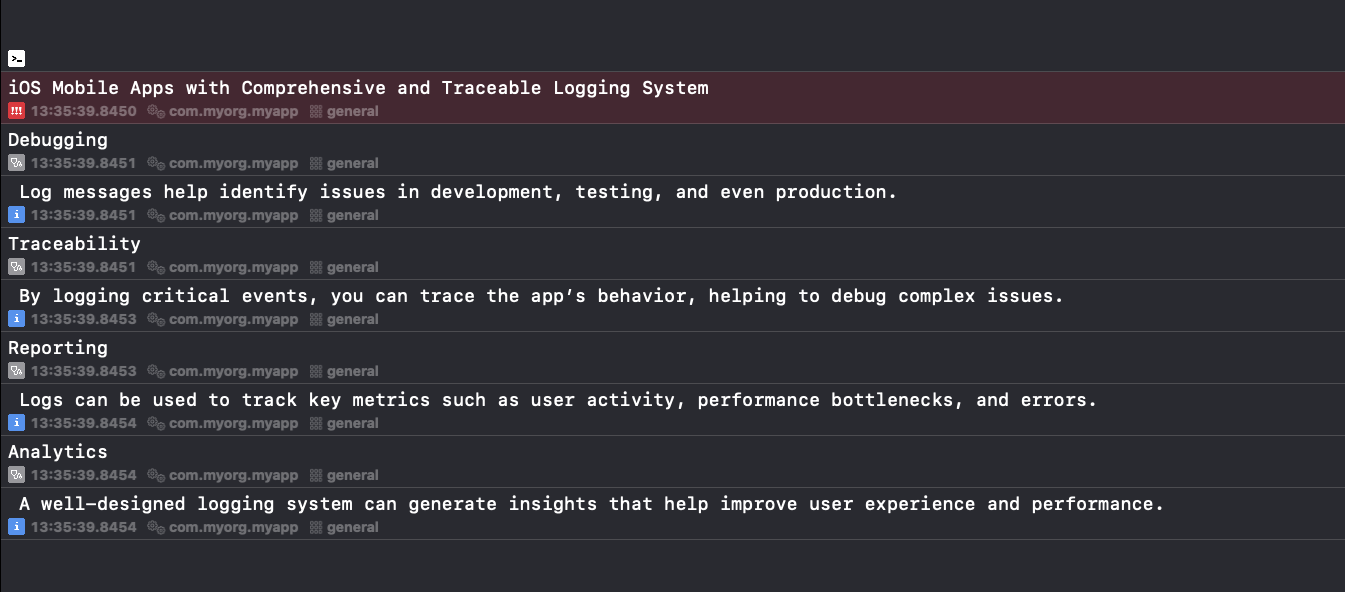 iOS Mobile Apps with Comprehensive and Traceable Logging System
13:35:39.8450 com.myorg.myapp general
Debugging
13:35:39.8451 com.myorg.myapp general
Log messages help identify issues in development, testing, and even production.
13:35:39.8451 com.myorg.myapp general
Traceability
13:35:39.8451 com.myorg.myapp general
By logging critical events, you can trace the app’s behavior, helping to debug complex issues.
13:35:39.8453 com.myorg.myapp general
Reporting
13:35:39.8453 com.myorg.myapp general
Logs can be used to track key metrics such as user activity, performance bottlenecks, and errors.
13:35:39.8454 com.myorg.myapp general
Analytics
13:35:39.8454 com.myorg.myapp general
A well–designed logging system can generate insights that help improve user experience and performance.
13:35:39.8454 com.myorg.myapp general